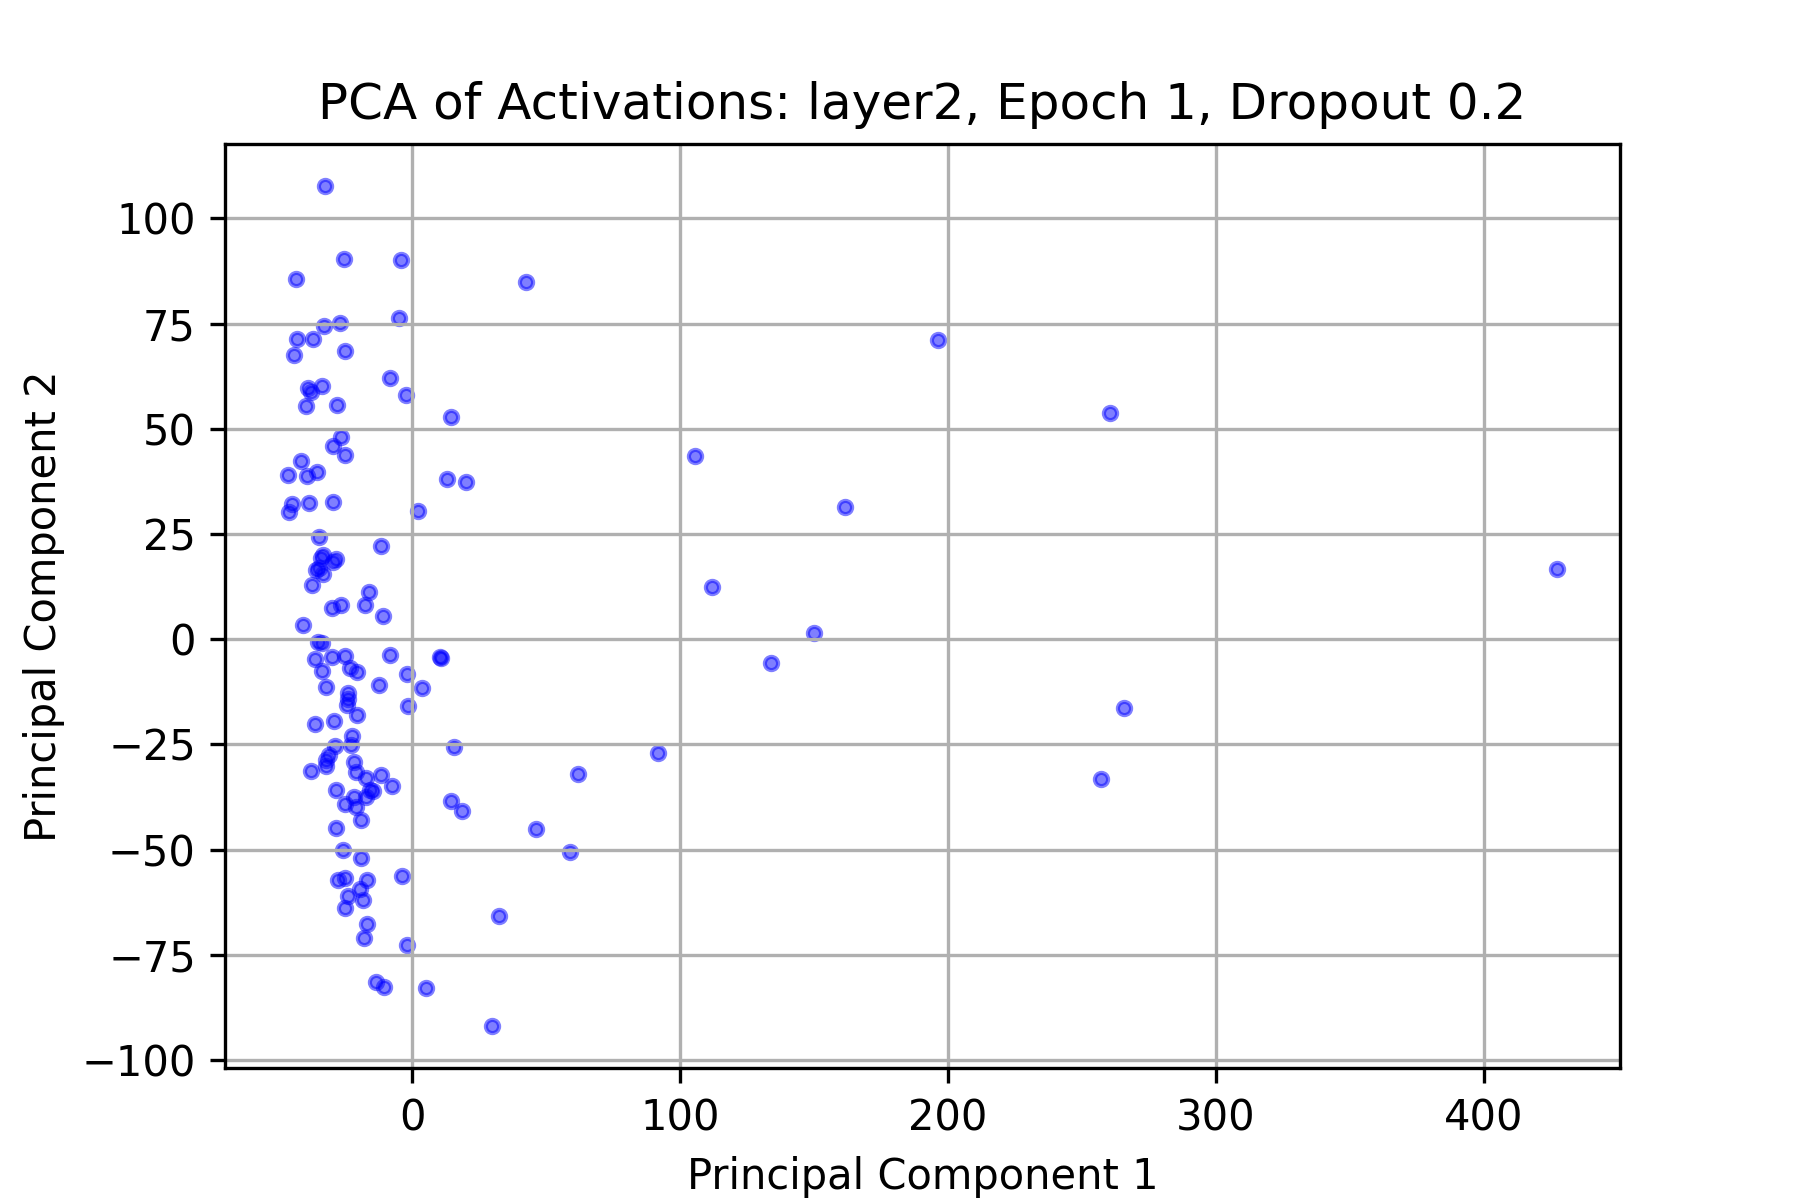 PCA of Activations: layer2, Epoch 1, Dropout 0.2
100
75
50
25
0
−25
−50
−75
−100
Principal Component 2
0 100 200 300 400
Principal Component 1